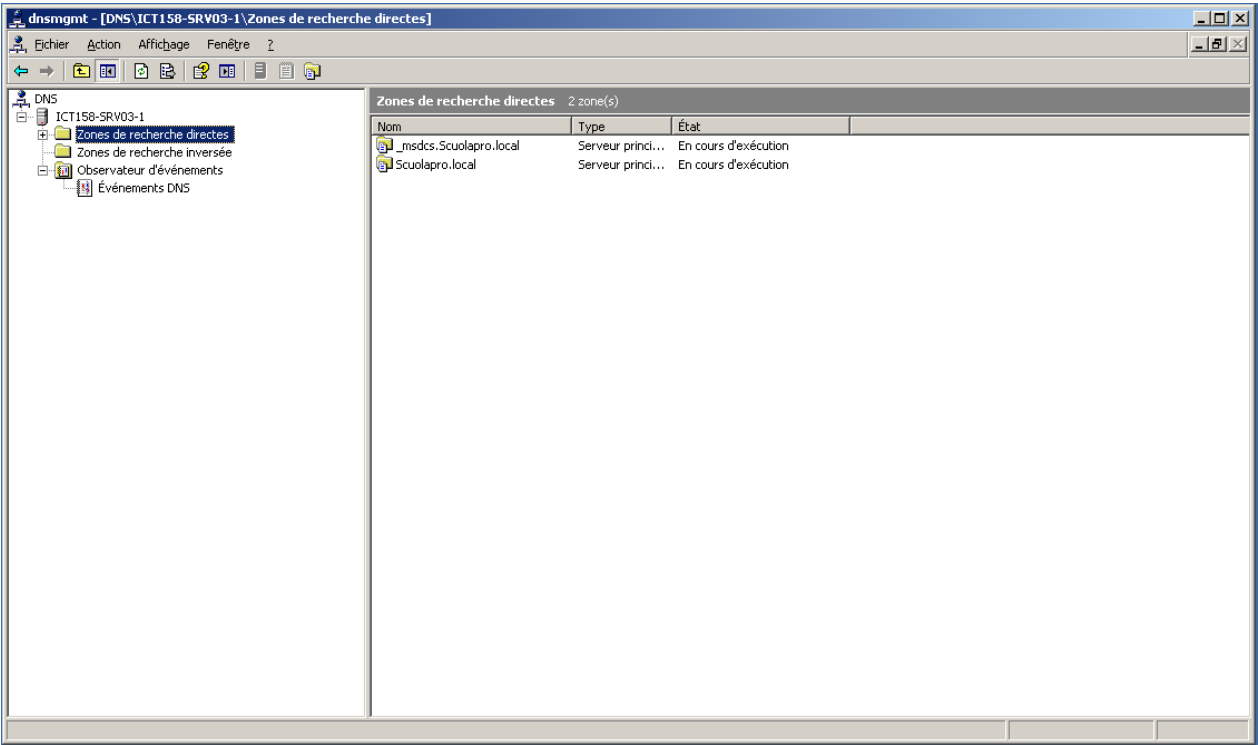 dnsmgmt - [DNS\ICT158-SRV03-1\Zones de recherche directes]
Fichier Action Affichage Fenêtre ?
DNS
ICT158-SRV03-1
Zones de recherche directes
Zones de recherche inversée
Observateur d'événements
Événements DNS
Zones de recherche directes 2 zone(s)
Nom Type État
_msdcs.Scuolapro.local Serveur princi... En cours d'exécution
Scuolapro.local Serveur princi... En cours d'exécution